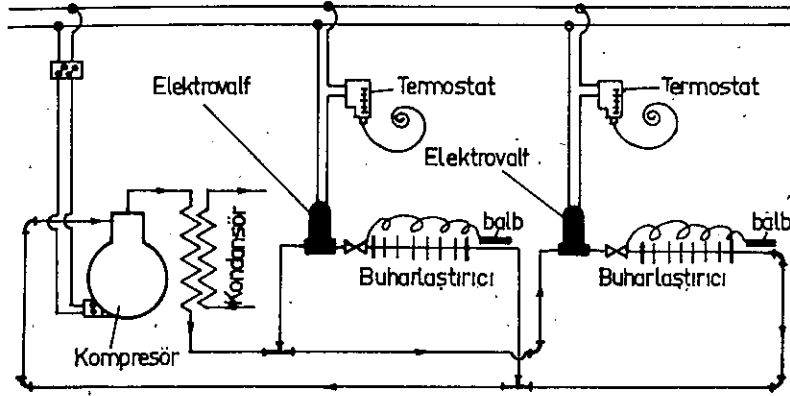 Elektrovalf
Termostat
Termostat
Elektrovalf
Kondansör
balb
balb
Buharlaştırıcı
Buharlaştırıcı
Kompresör